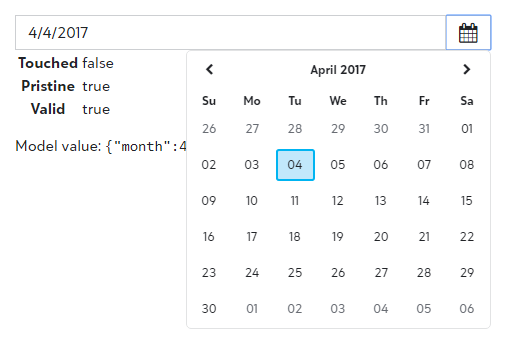 4/4/2017
Touched false
Pristine true
Valid true
Model value: {"month":4
April 2017
Su Mo Tu We Th Fr Sa
26 27 28 29 30 31 01
02 03 04 05 06 07 08
09 10 11 12 13 14 15
16 17 18 19 20 21 22
23 24 25 26 27 28 29
30 01 02 03 04 05 06